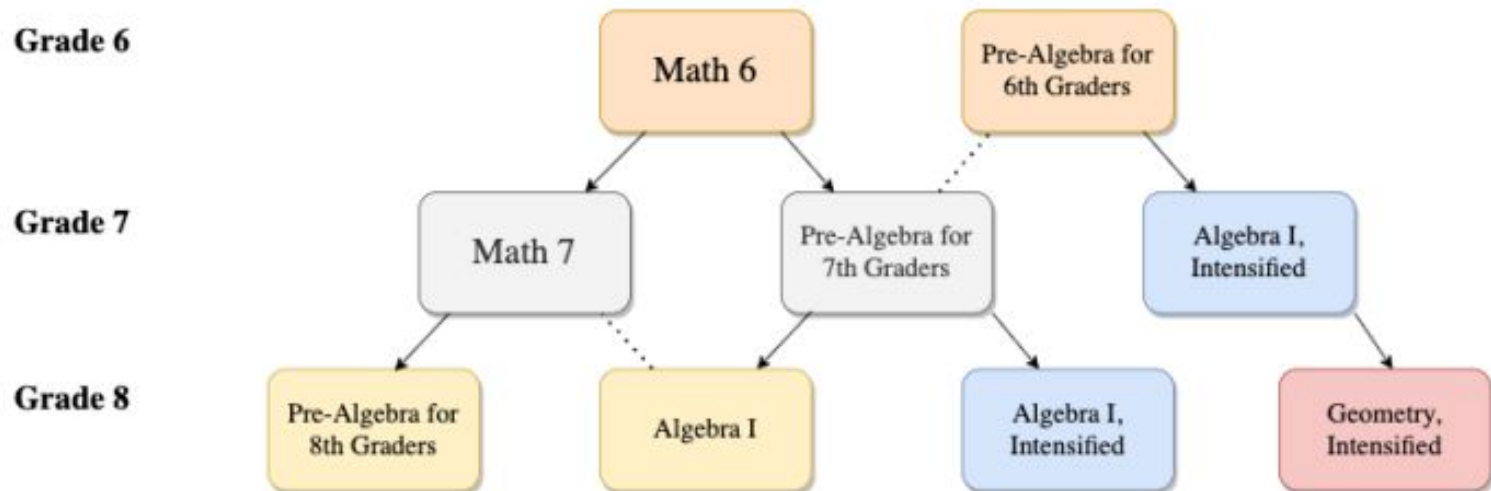 Grade 6
Math 6
Pre-Algebra for
6th Graders
Grade 7
Math 7
Pre-Algebra for
7th Graders
Algebra I,
Intensified
Grade 8
Pre-Algebra for
8th Graders
Algebra I
Algebra I,
Intensified
Geometry,
Intensified